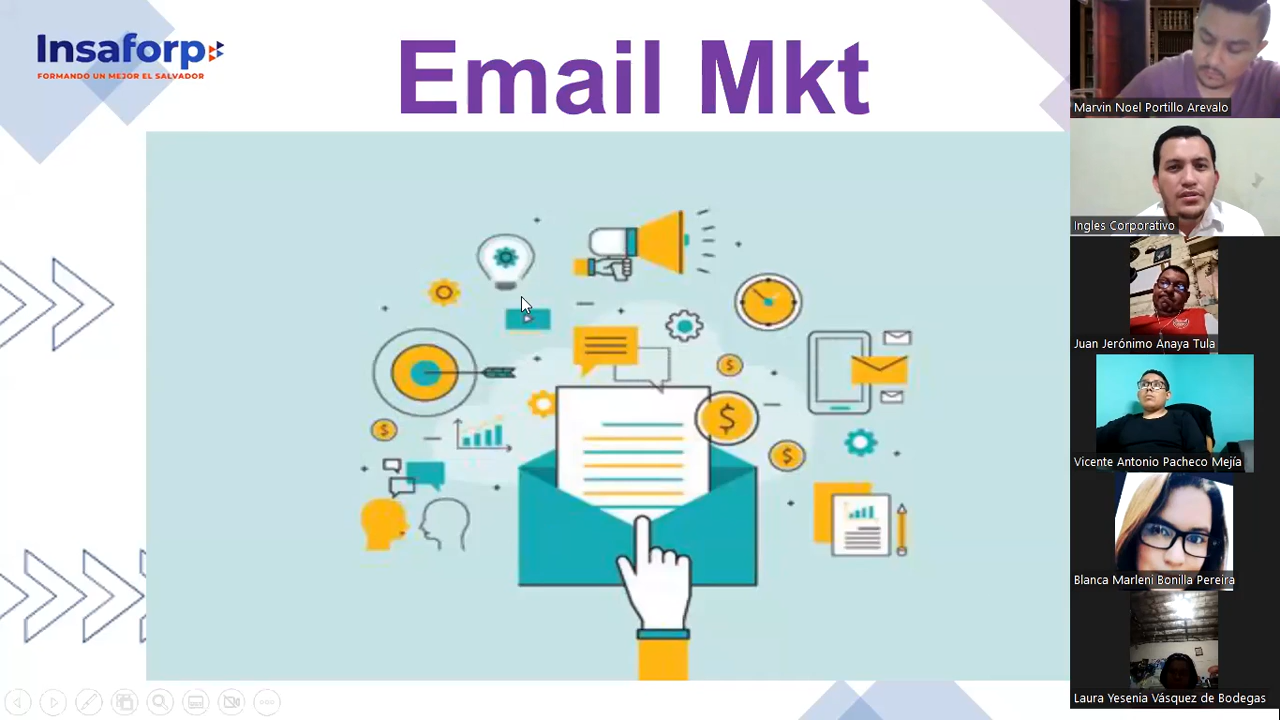 Insaforp
FORMANDO UN MEJOR EL SALVADOR
Email Mkt
Marvin Noel Portillo Arevalo
Ingles Corporativo
Juan Jerónimo Anaya Tula
Vicente Antonio Pacheco Mejía
Blanca Marleni Bonilla Pereira
Laura Yesenia Vásquez de Bodegas
$
$
$
$